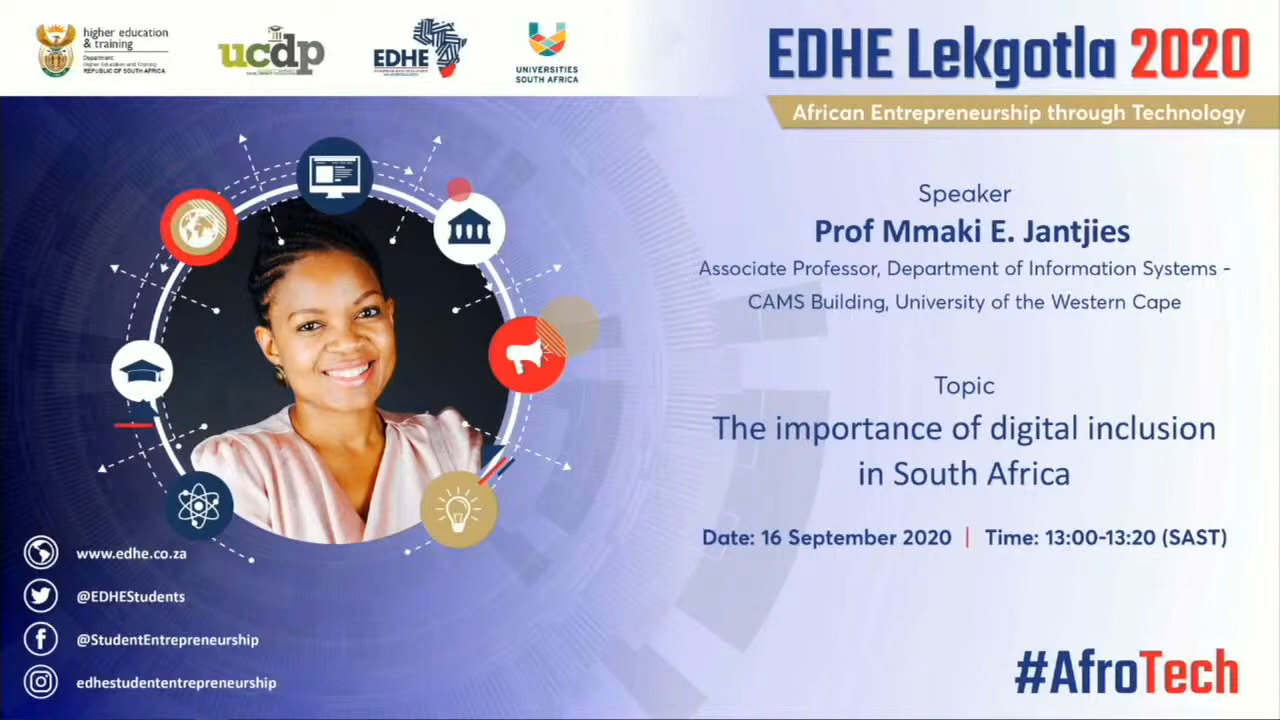 higher education
& training
Department:
Higher Education and Training
REPUBLIC OF SOUTH AFRICA
ucdp
EDHE
UNIVERSITIES
SOUTH AFRICA
EDHE Lekgotla 2020
African Entrepreneurship through Technology
Speaker
Prof Mmaki E. Jantjies
Associate Professor, Department of Information Systems -
CAMS Building, University of the Western Cape
Topic
The importance of digital inclusion
in South Africa
Date: 16 September 2020 | Time: 13:00-13:20 (SAST)
www.edhe.co.za
@EDHEStudents
@StudentEntrepreneurship
edhestudententrepreneurship
#AfroTech